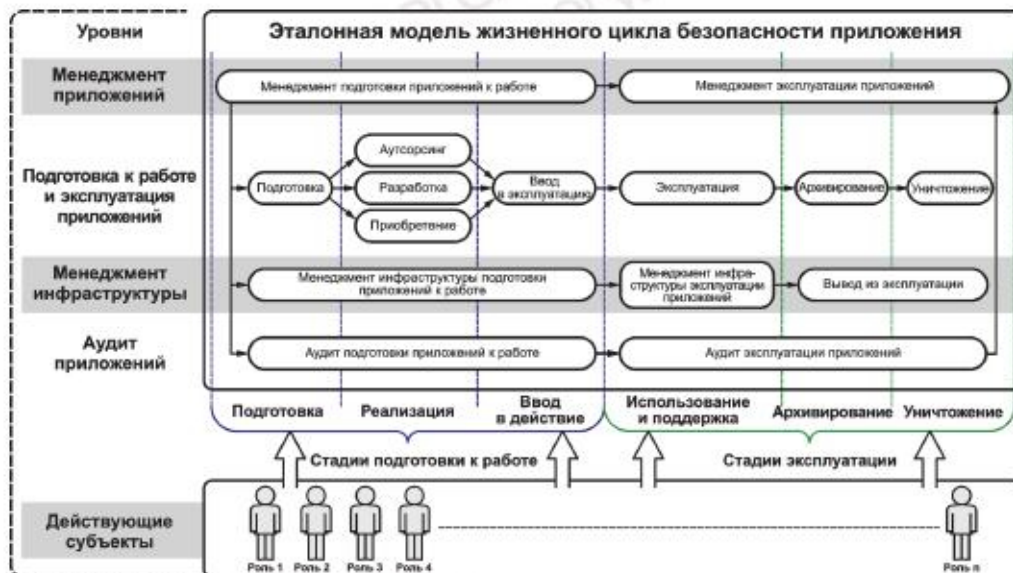 Уровни
Эталонная модель жизненного цикла безопасности приложения
Менеджмент
приложений
Менеджмент подготовки приложений к работе
Менеджмент эксплуатации приложений
Подготовка к работе
и эксплуатация
приложений
Подготовка
Аутсорсинг
Разработка
Приобретение
Ввод
в эксплуатацию
Эксплуатация
Архивирование
Уничтожение
Менеджмент
инфраструктуры
Менеджмент инфраструктуры подготовки
приложений к работе
Менеджмент инфра-
структуры эксплуатации
приложений
Вывод из эксплуатации
Аудит
приложений
Аудит подготовки приложений к работе
Аудит эксплуатации приложений
Подготовка
Реализация
Ввод
в действие
Использование
и поддержка
Архивирование
Уничтожение
Стадии подготовки к работе
Стадии эксплуатации
Действующие
субъекты
Роль 1
Роль 2
Роль 3
Роль 4
Роль n